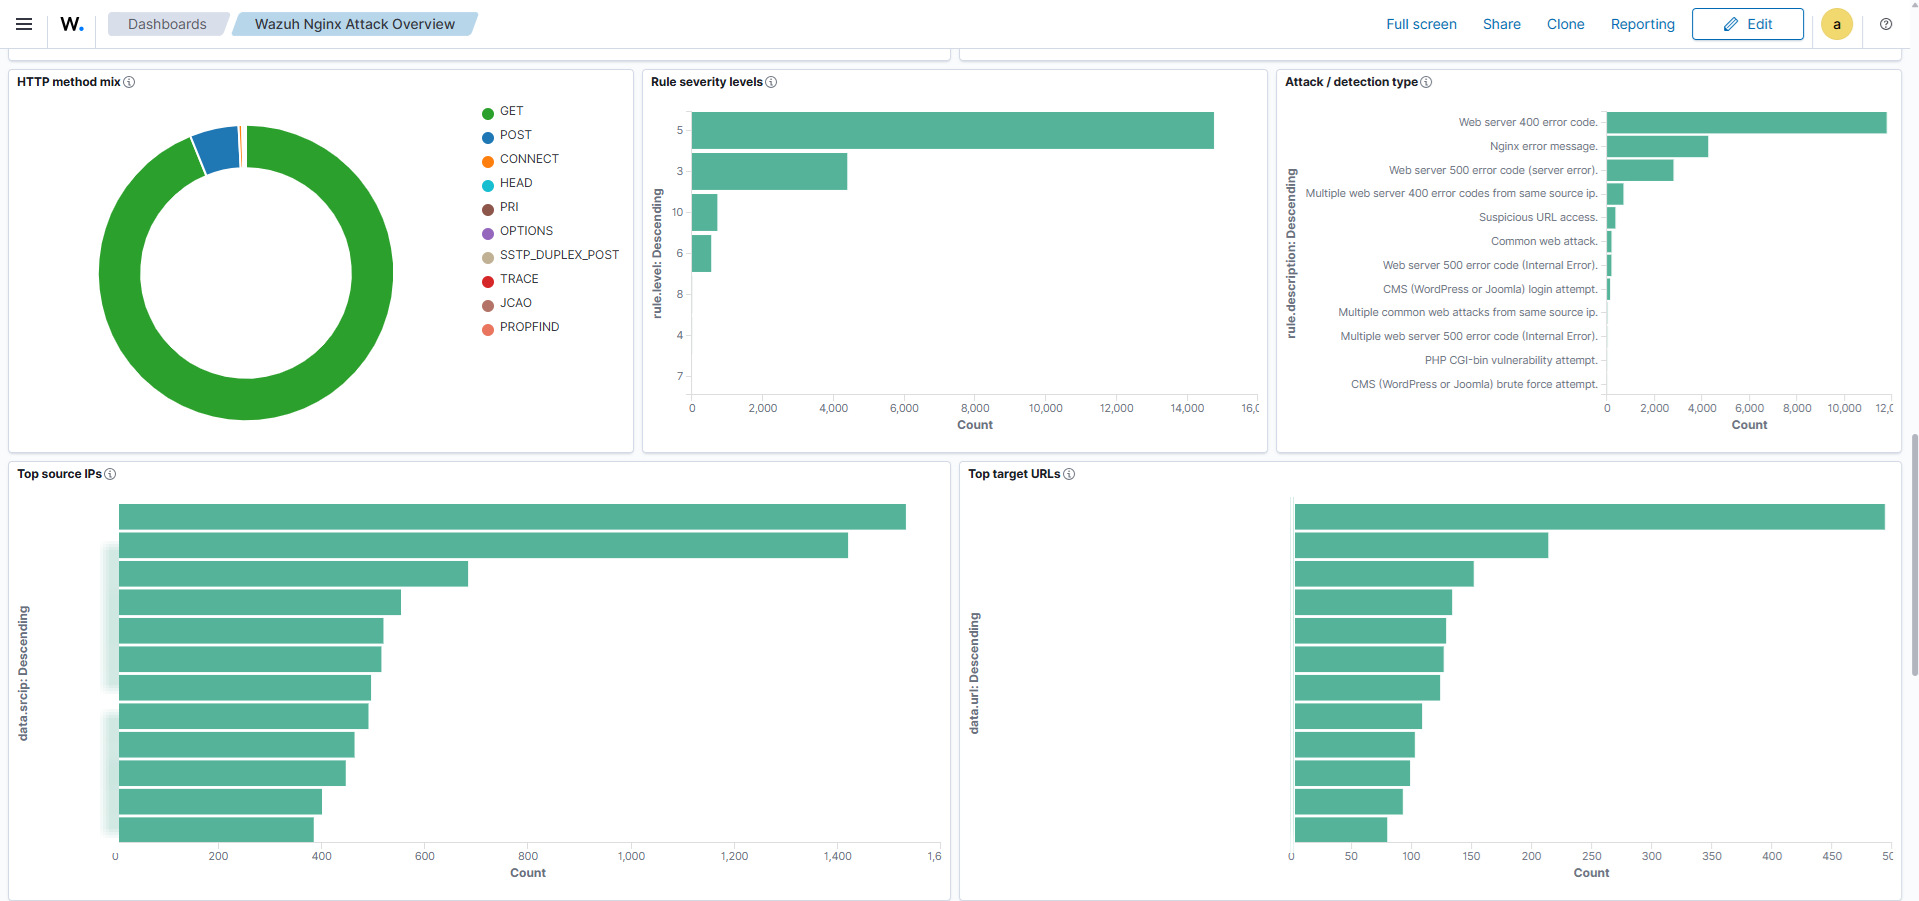 W.
Dashboards
Wazuh Nginx Attack Overview
Full screen
Share
Clone
Reporting
Edit
a
HTTP method mix
GET
POST
CONNECT
HEAD
PRI
OPTIONS
SSTP_DUPLEX_POST
TRACE
JCAO
PROPFIND
Rule severity levels
rule.level: Descending
5
3
10
6
8
4
7
0 2,000 4,000 6,000 8,000 10,000 12,000 14,000 16,0
Count
Attack / detection type
rule.description: Descending
Web server 400 error code.
Nginx error message.
Web server 500 error code (server error).
Multiple web server 400 error codes from same source ip.
Suspicious URL access.
Common web attack.
Web server 500 error code (Internal Error).
CMS (WordPress or Joomla) login attempt.
Multiple common web attacks from same source ip.
Multiple web server 500 error code (Internal Error).
PHP CGI-bin vulnerability attempt.
CMS (WordPress or Joomla) brute force attempt.
0 2,000 4,000 6,000 8,000 10,000 12,0
Count
Top source IPs
data.srcip: Descending
0 200 400 600 800 1,000 1,200 1,400 1,6
Count
Top target URLs
data.url: Descending
0 50 100 150 200 250 300 350 400 450 50
Count